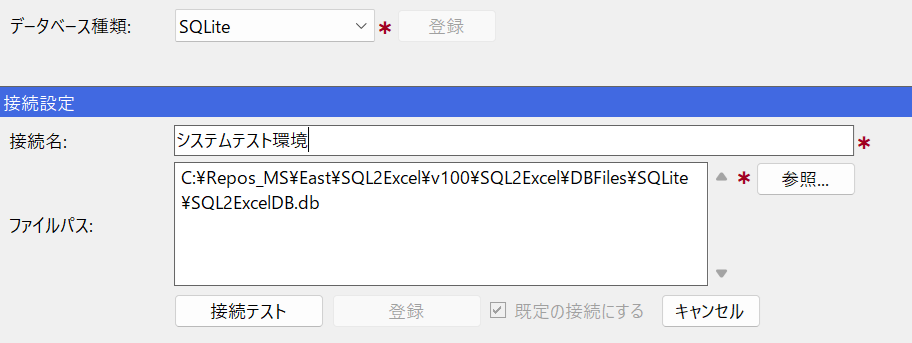 データベース種類: SQLite * 登録
接続設定
接続名: システムテスト環境 *
C:¥Repos_MS¥East¥SQL2Excel¥v100¥SQL2Excel¥DBFiles¥SQLite * 参照...
¥SQL2ExcelDB.db
ファイルパス:
接続テスト 登録 既定の接続にする キャンセル